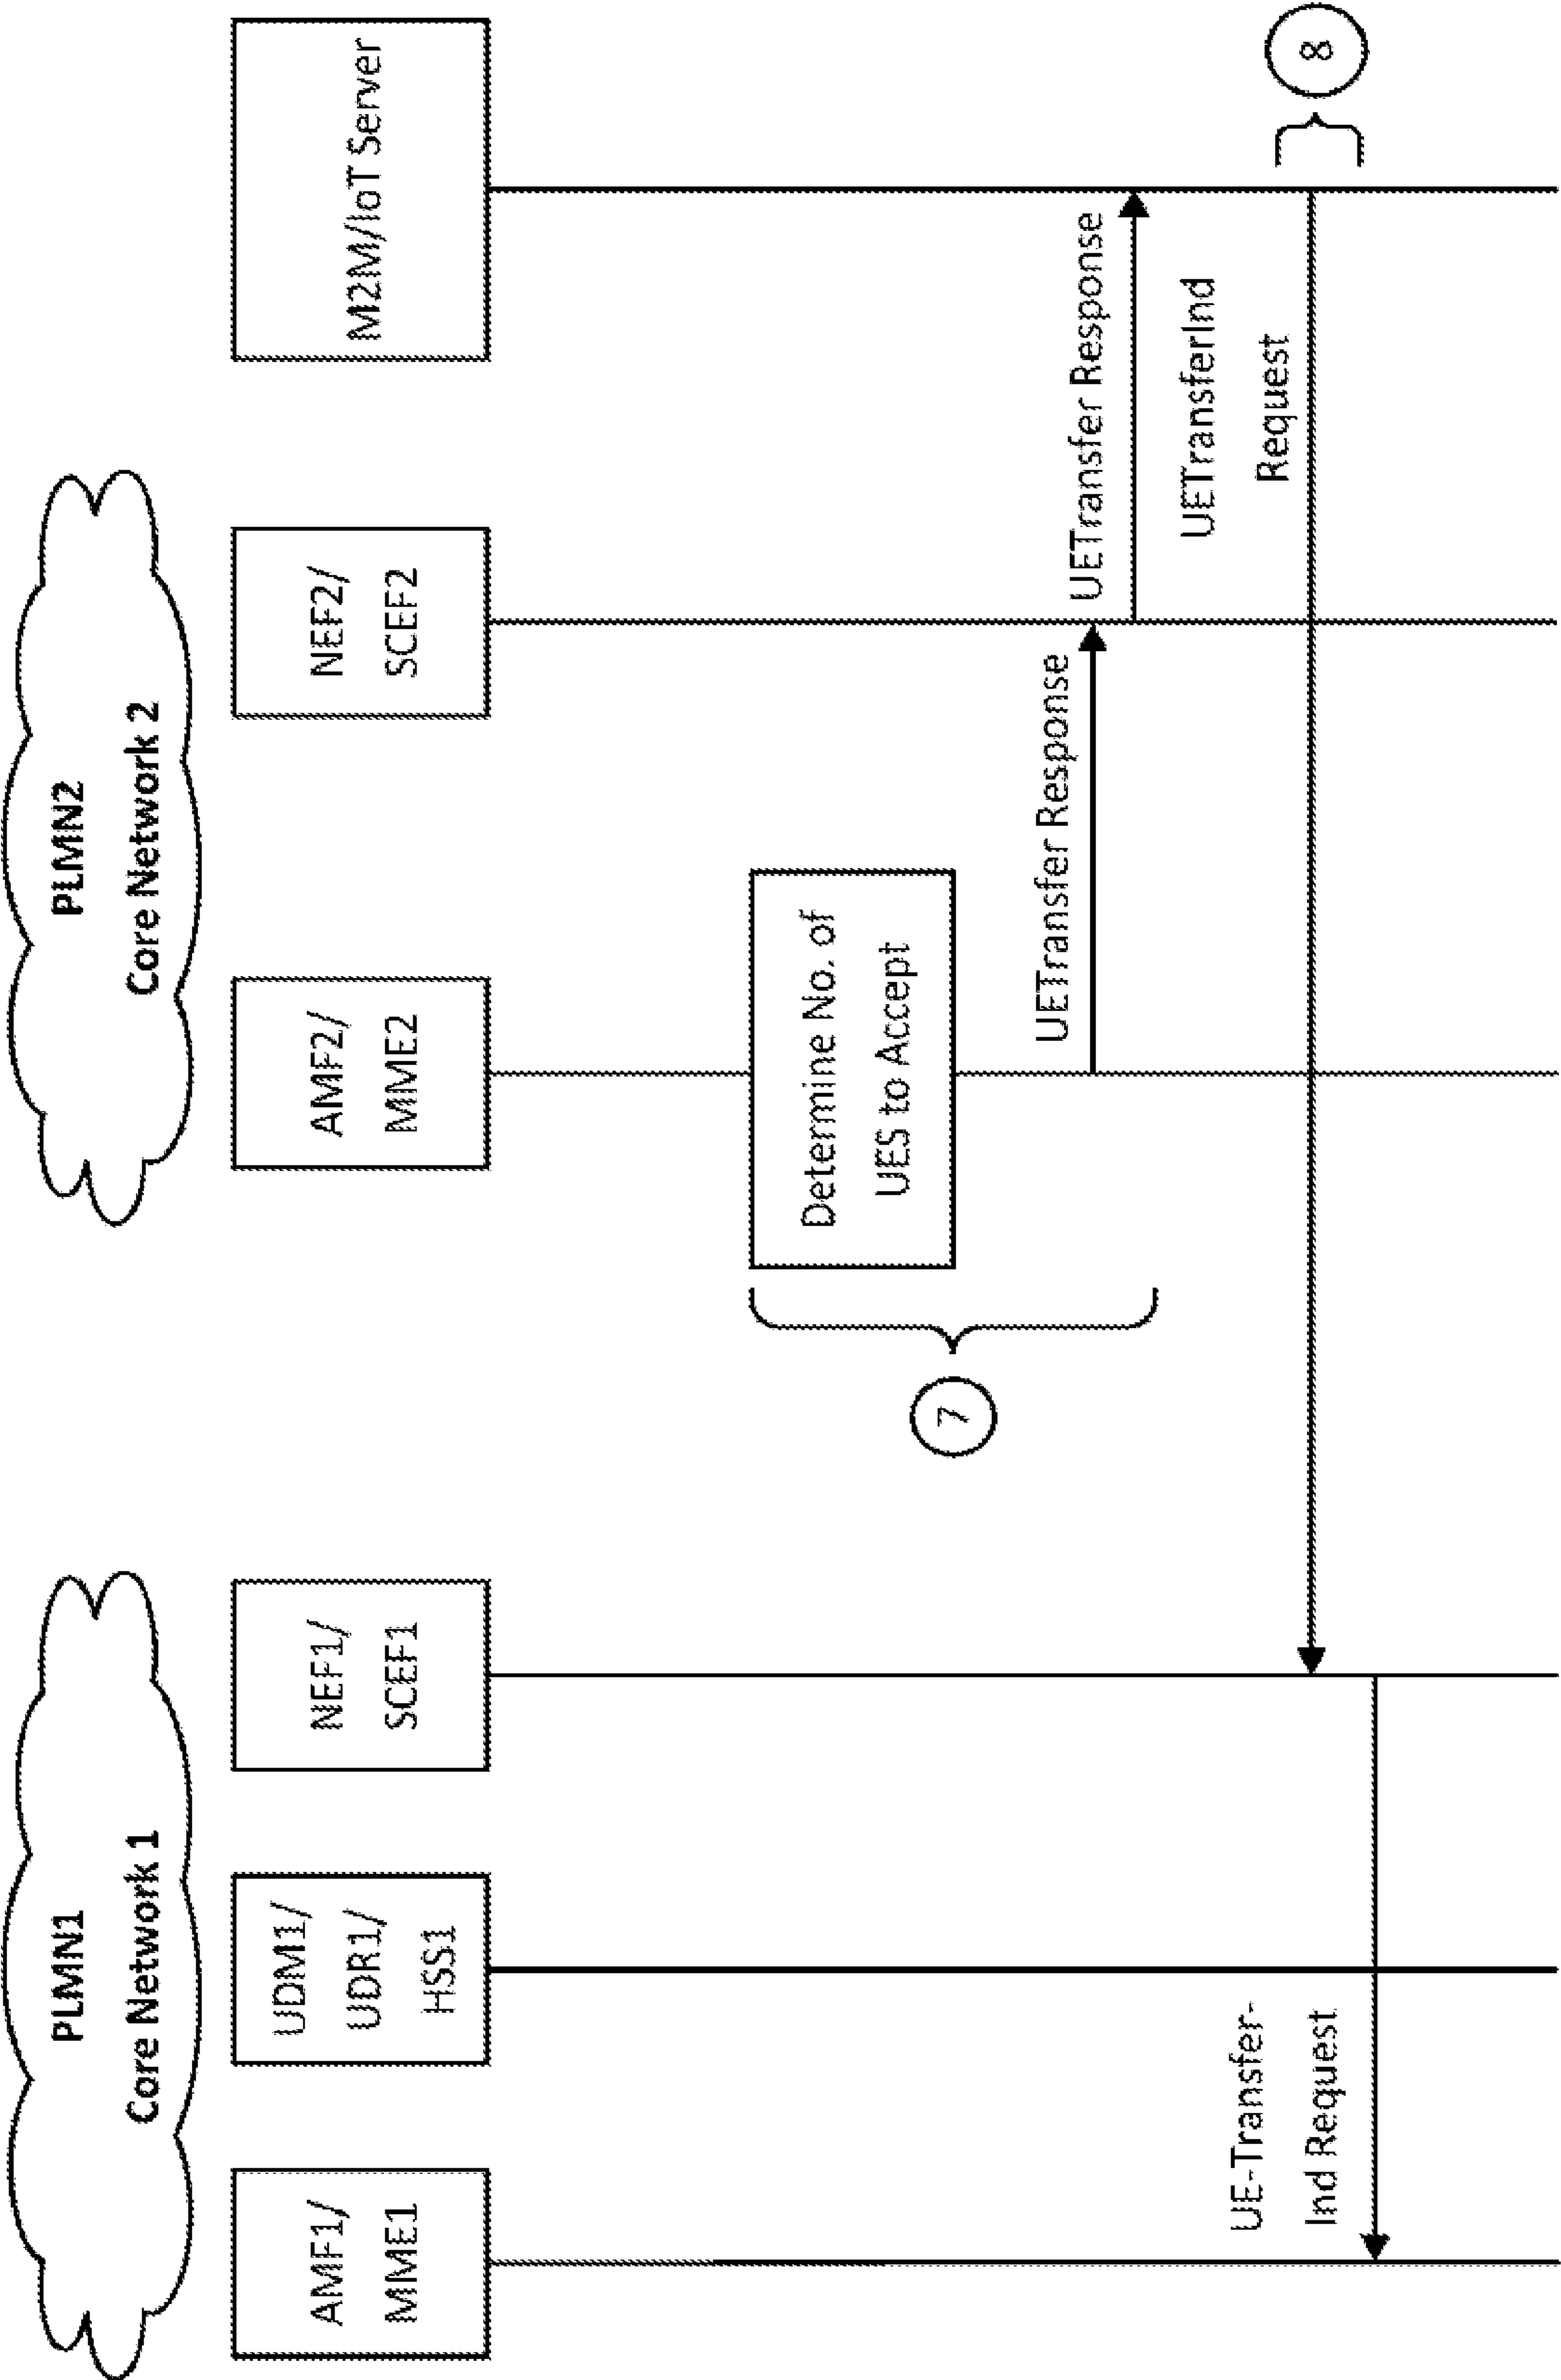 PLMN1
Core Network 1
PLMN2
Core Network 2
AMF1/
MME1
UDM1/
UDR1/
HSS1
NEF1/
SCEF1
AMF2/
MME2
NEF2/
SCEF2
M2M/IoT Server
7
Determine No. of
UES to Accept
UETransfer Response
UETransfer Response
UETransferInd
Request
8
UE-Transfer-
Ind Request